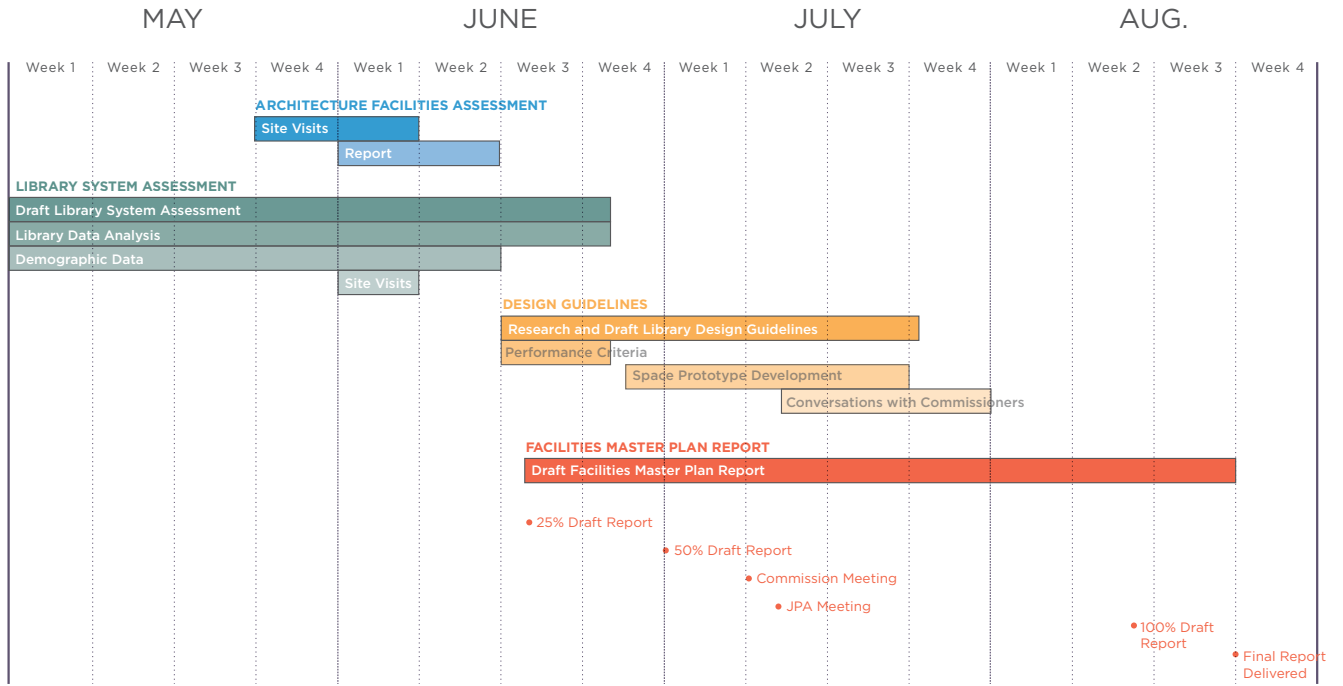 MAY JUNE JULY AUG.
Week 1 Week 2 Week 3 Week 4 Week 1 Week 2 Week 3 Week 4 Week 1 Week 2 Week 3 Week 4 Week 1 Week 2 Week 3 Week 4
ARCHITECTURE FACILITIES ASSESSMENT
Site Visits
Report
LIBRARY SYSTEM ASSESSMENT
Draft Library System Assessment
Library Data Analysis
Demographic Data
Site Visits
DESIGN GUIDELINES
Research and Draft Library Design Guidelines
Performance Criteria
Space Prototype Development
Conversations with Commissioners
FACILITIES MASTER PLAN REPORT
Draft Facilities Master Plan Report
25% Draft Report
50% Draft Report
Commission Meeting
JPA Meeting
100% Draft
Report
Final Report
Delivered